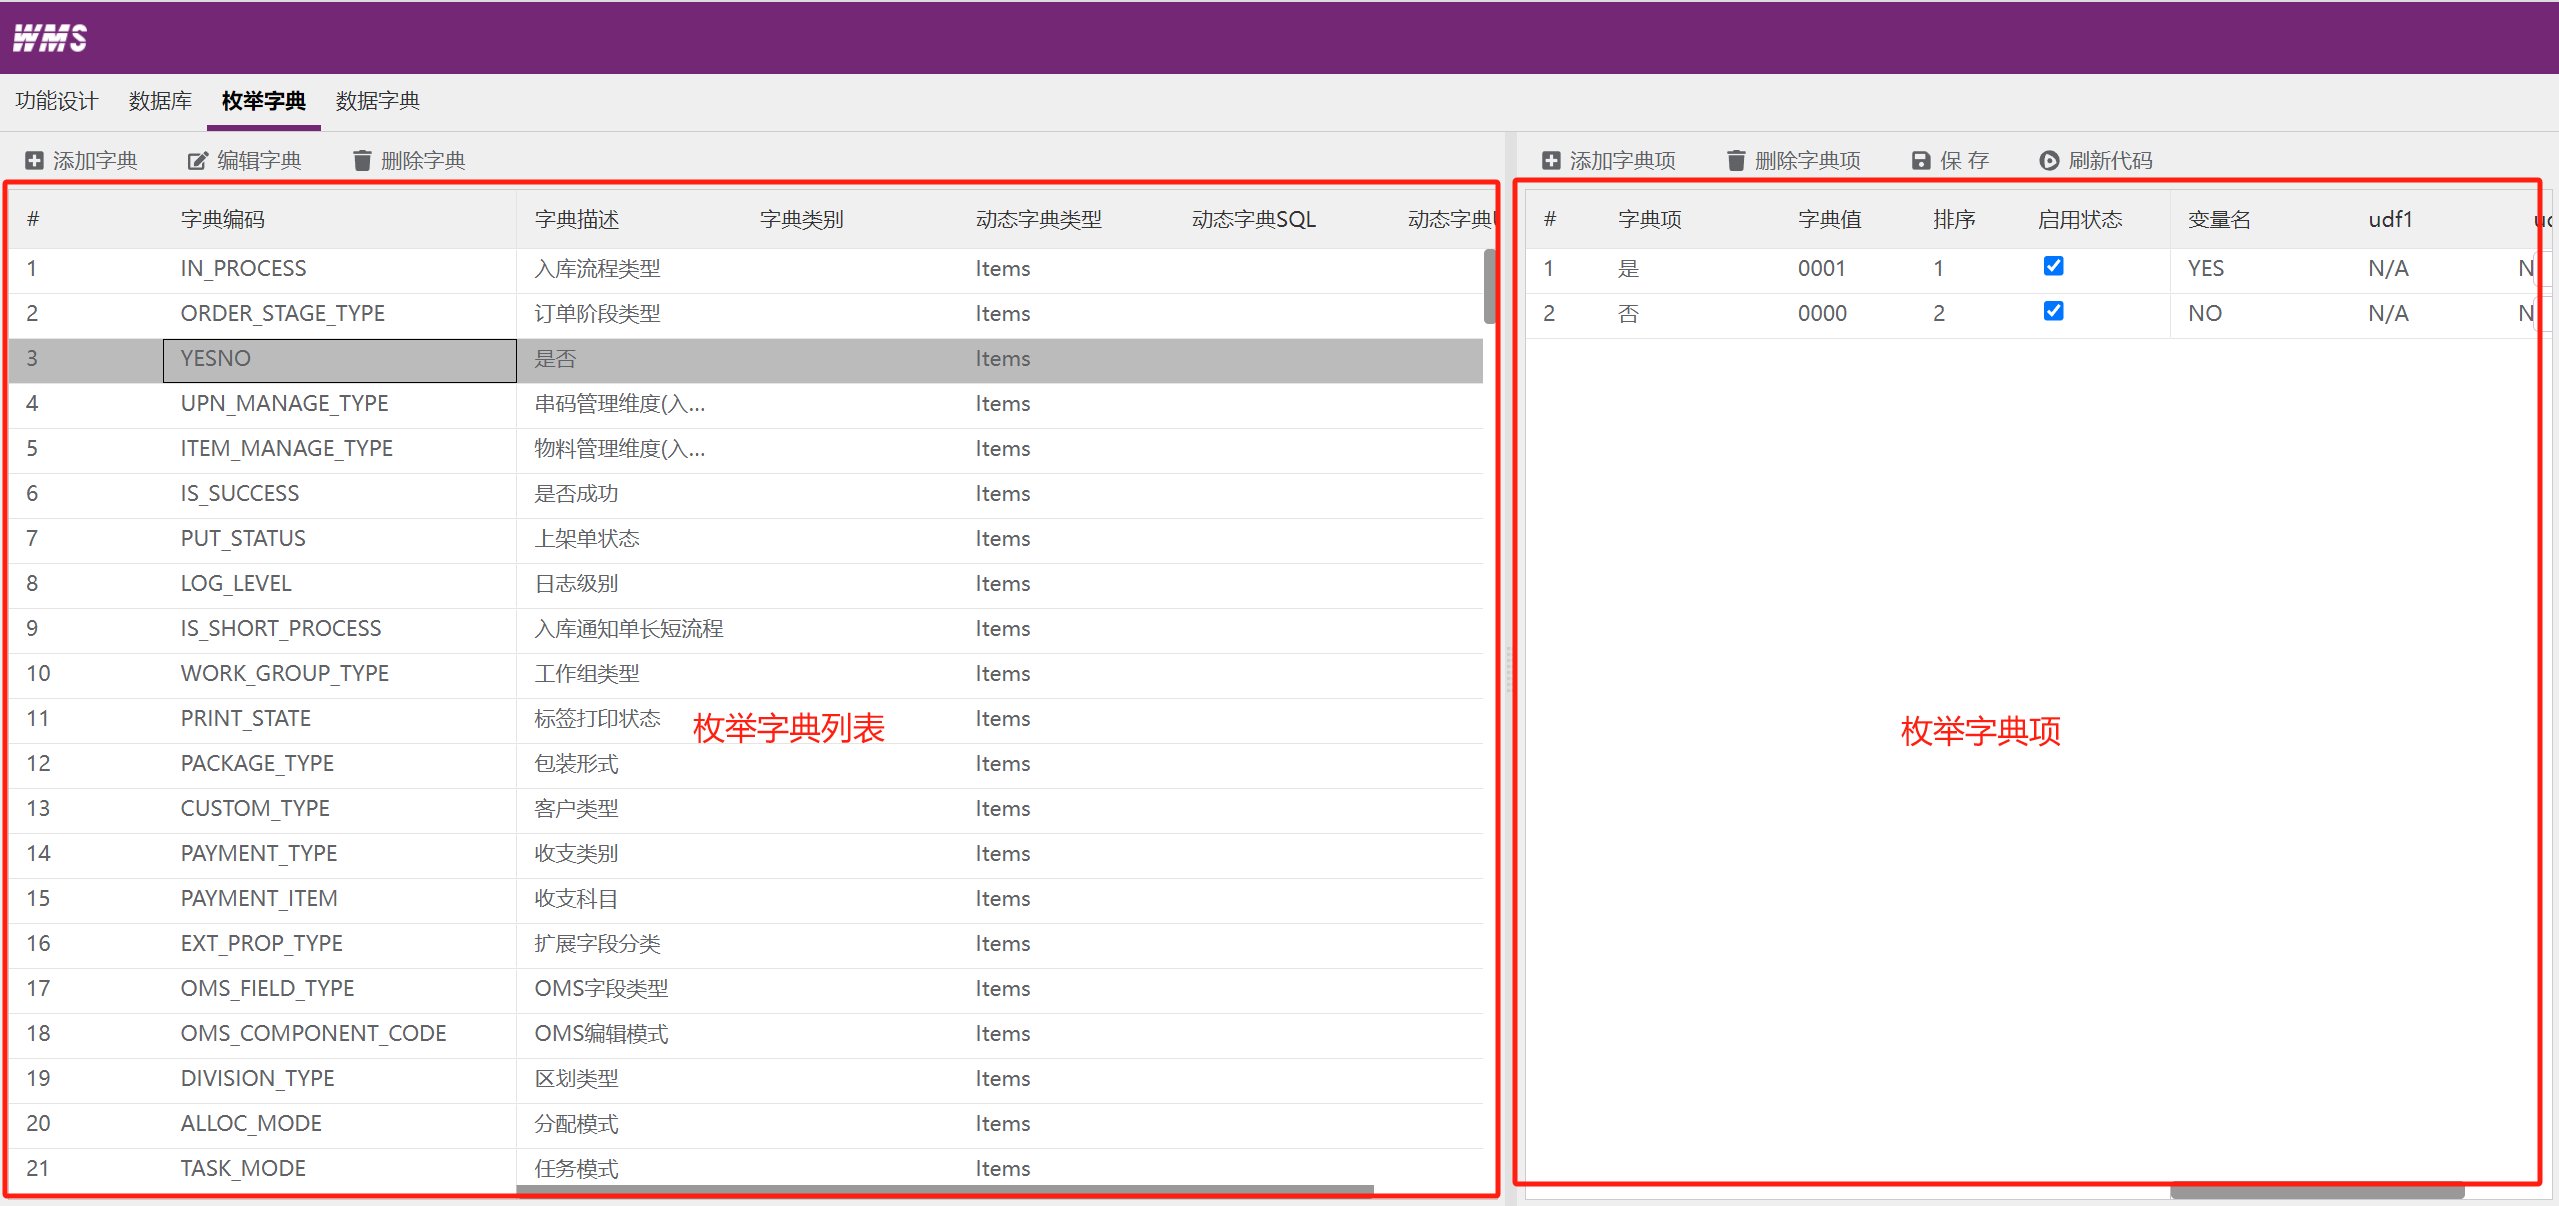 WMS
功能设计 数据库 枚举字典 数据字典
添加字典 编辑字典 删除字典
# 字典编码 字典描述 字典类别 动态字典类型 动态字典SQL 动态字典
1 IN_PROCESS 入库流程类型 Items
2 ORDER_STAGE_TYPE 订单阶段类型 Items
3 YESNO 是否 Items
4 UPN_MANAGE_TYPE 串码管理维度(入... Items
5 ITEM_MANAGE_TYPE 物料管理维度(入... Items
6 IS_SUCCESS 是否成功 Items
7 PUT_STATUS 上架单状态 Items
8 LOG_LEVEL 日志级别 Items
9 IS_SHORT_PROCESS 入库通知单长短流程 Items
10 WORK_GROUP_TYPE 工作组类型 Items
11 PRINT_STATE 标签打印状态 Items
枚举字典列表
12 PACKAGE_TYPE 包装形式 Items
13 CUSTOM_TYPE 客户类型 Items
14 PAYMENT_TYPE 收支类别 Items
15 PAYMENT_ITEM 收支科目 Items
16 EXT_PROP_TYPE 扩展字段分类 Items
17 OMS_FIELD_TYPE OMS字段类型 Items
18 OMS_COMPONENT_CODE OMS编辑模式 Items
19 DIVISION_TYPE 区划类型 Items
20 ALLOC_MODE 分配模式 Items
21 TASK_MODE 任务模式 Items
添加字典项 删除字典项 保 存 刷新代码
# 字典项 字典值 排序 启用状态 变量名 udf1
1 是 0001 1 YES N/A N
2 否 0000 2 NO N/A N
枚举字典项